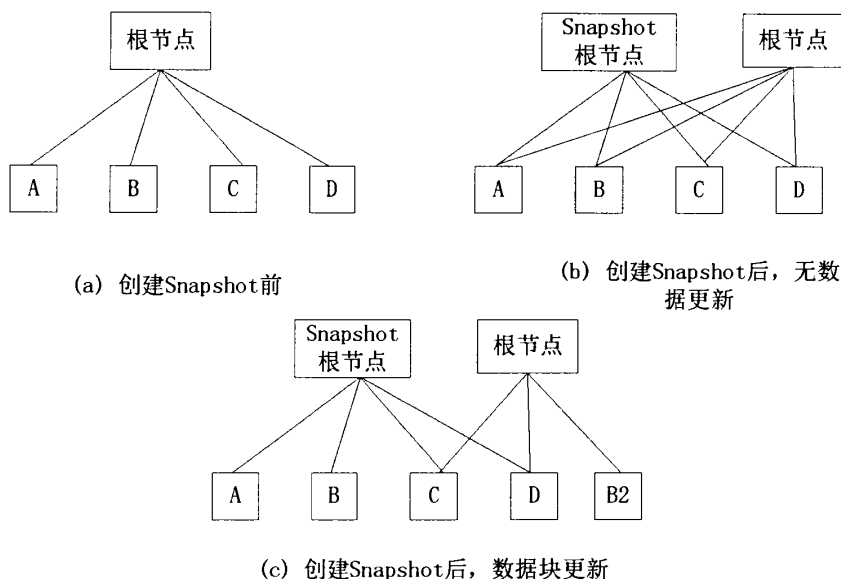 根节点
A
B
C
D
(a) 创建Snapshot前
Snapshot
根节点
根节点
A
B
C
D
(b) 创建Snapshot后，无数
据更新
Snapshot
根节点
根节点
A
B
C
D
B2
(c) 创建Snapshot后，数据块更新